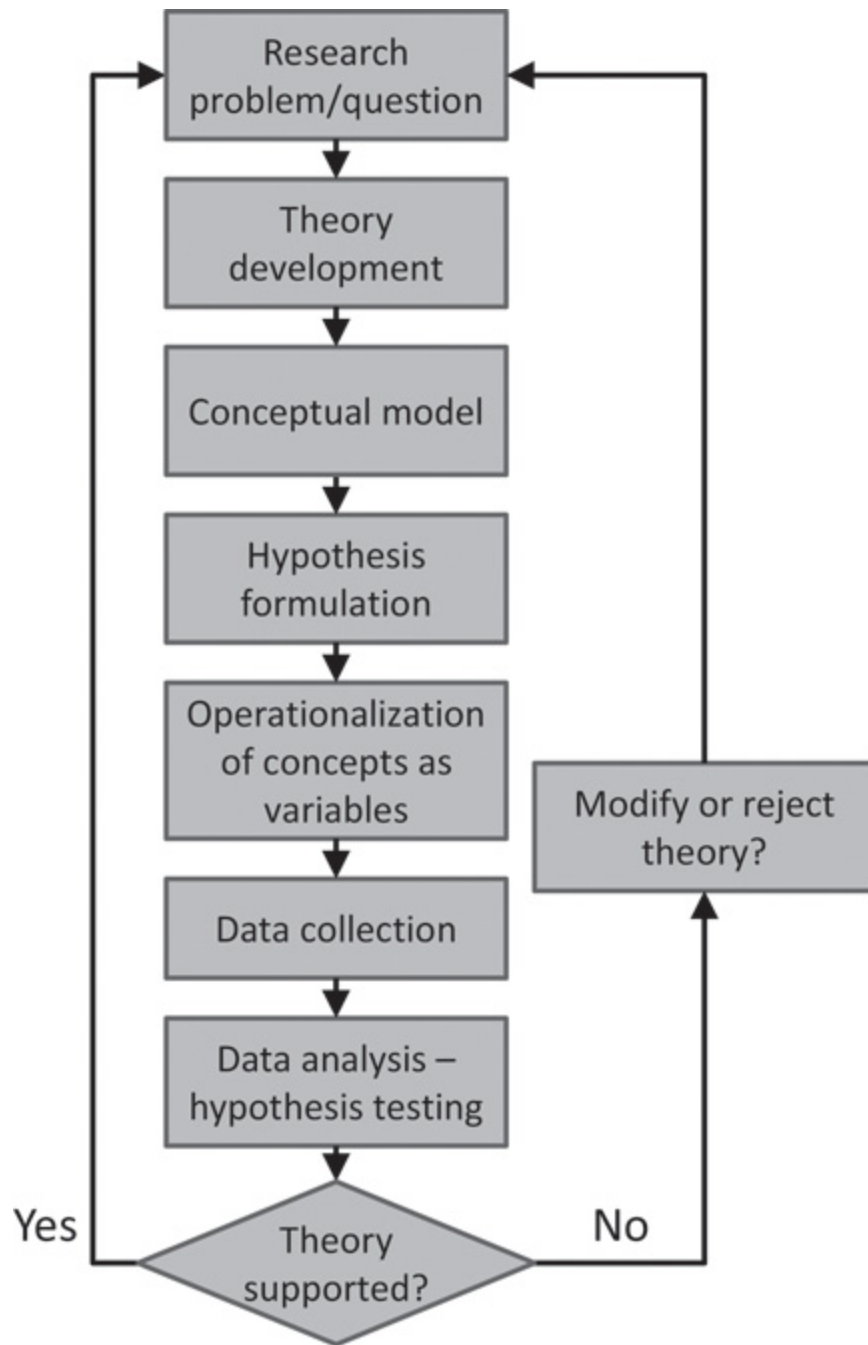 Research
problem/question
Theory
development
Conceptual model
Hypothesis
formulation
Operationalization
of concepts as
variables
Modify or reject
theory?
Data collection
Data analysis –
hypothesis testing
Yes
No
Theory
supported?